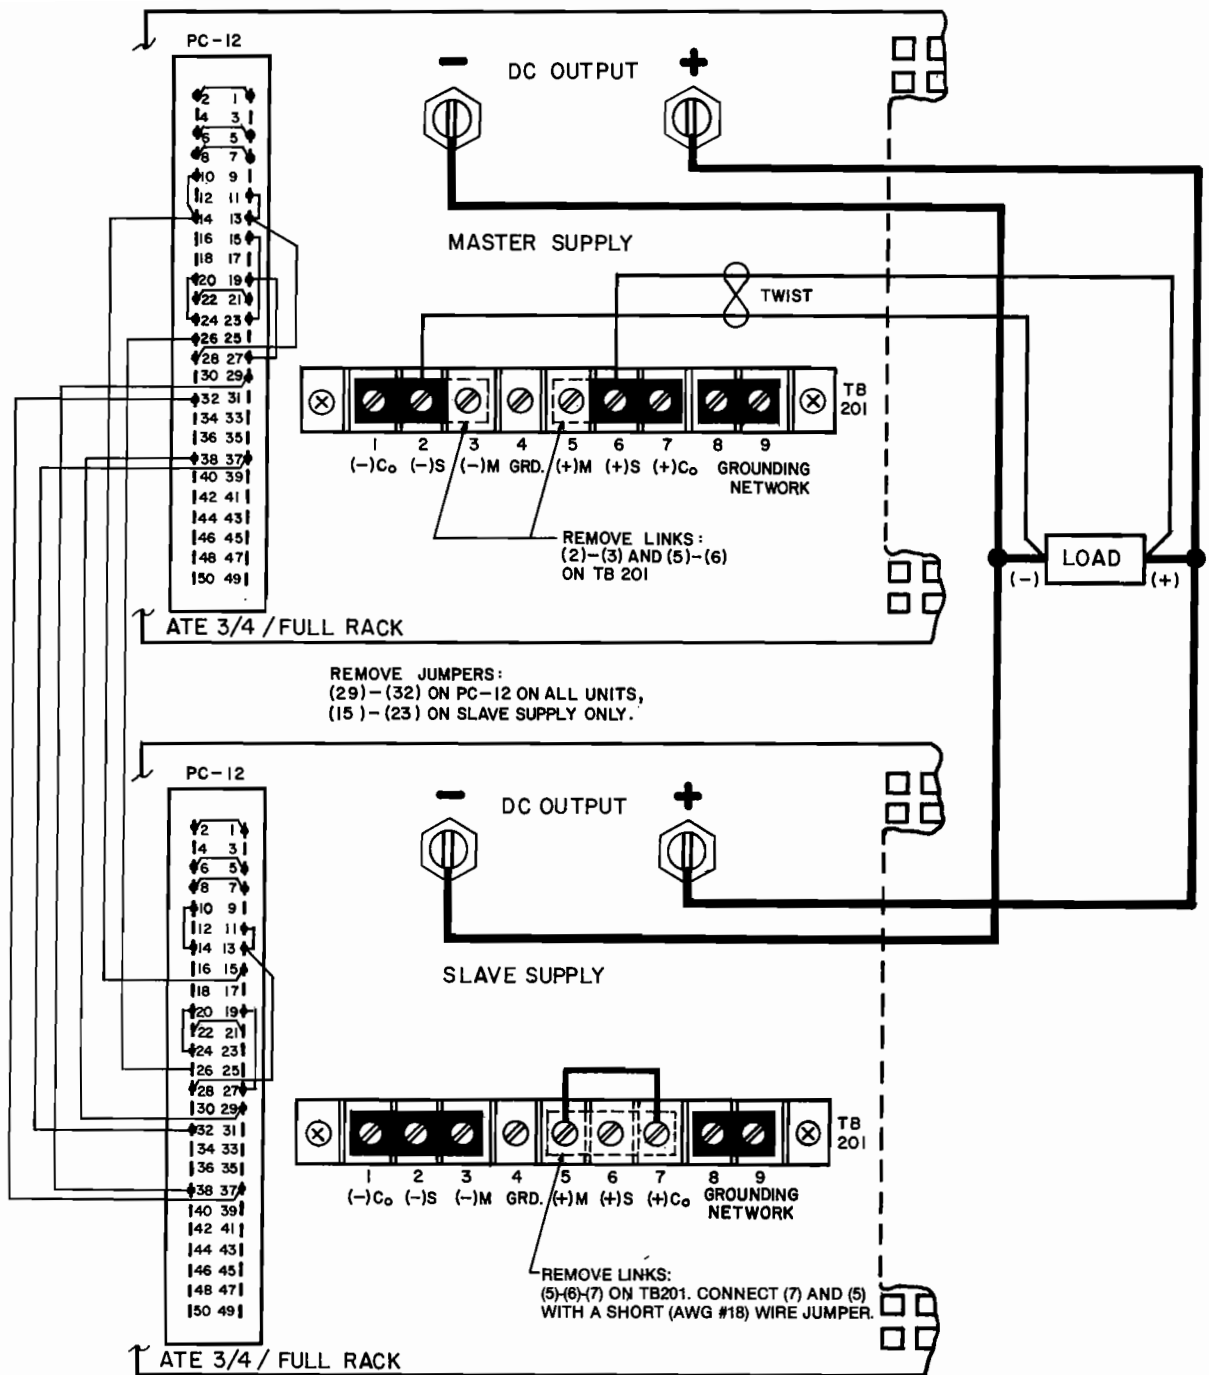 PC-12
− DC OUTPUT +
2 1
4 3
6 5
8 7
10 9
12 11
14 13
16 15
18 17
20 19
22 21
24 23
26 25
28 27
30 29
32 31
34 33
36 35
38 37
40 39
42 41
44 43
46 45
48 47
50 49
MASTER SUPPLY
TWIST
TB
201
1 2 3 4 5 6 7 8 9
(-)Co (-)S (-)M GRD. (+)M (+)S (+)Co GROUNDING
NETWORK
REMOVE LINKS:
(2)-(3) AND (5)-(6)
ON TB 201
LOAD
(-) (+)
ATE 3/4 / FULL RACK
REMOVE JUMPERS:
(29)-(32) ON PC-12 ON ALL UNITS,
(15)-(23) ON SLAVE SUPPLY ONLY.
PC-12
− DC OUTPUT +
2 1
4 3
6 5
8 7
10 9
12 11
14 13
16 15
18 17
20 19
22 21
24 23
26 25
28 27
30 29
32 31
34 33
36 35
38 37
40 39
42 41
44 43
46 45
48 47
50 49
SLAVE SUPPLY
TB
201
1 2 3 4 5 6 7 8 9
(-)Co (-)S (-)M GRD. (+)M (+)S (+)Co GROUNDING
NETWORK
REMOVE LINKS:
(5)-(6)-(7) ON TB201. CONNECT (7) AND (5)
WITH A SHORT (AWG #18) WIRE JUMPER.
ATE 3/4 / FULL RACK